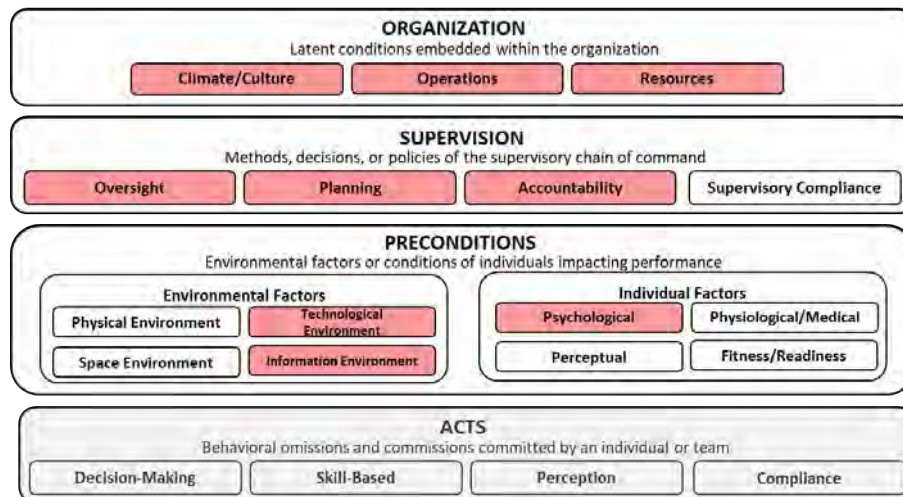 ORGANIZATION
Latent conditions embedded within the organization
Climate/Culture Operations Resources
SUPERVISION
Methods, decisions, or policies of the supervisory chain of command
Oversight Planning Accountability Supervisory Compliance
PRECONDITIONS
Environmental factors or conditions of individuals impacting performance
Environmental Factors
Physical Environment Technological
Environment
Space Environment Information Environment
Individual Factors
Psychological Physiological/Medical
Perceptual Fitness/Readiness
ACTS
Behavioral omissions and commissions committed by an individual or team
Decision-Making Skill-Based Perception Compliance